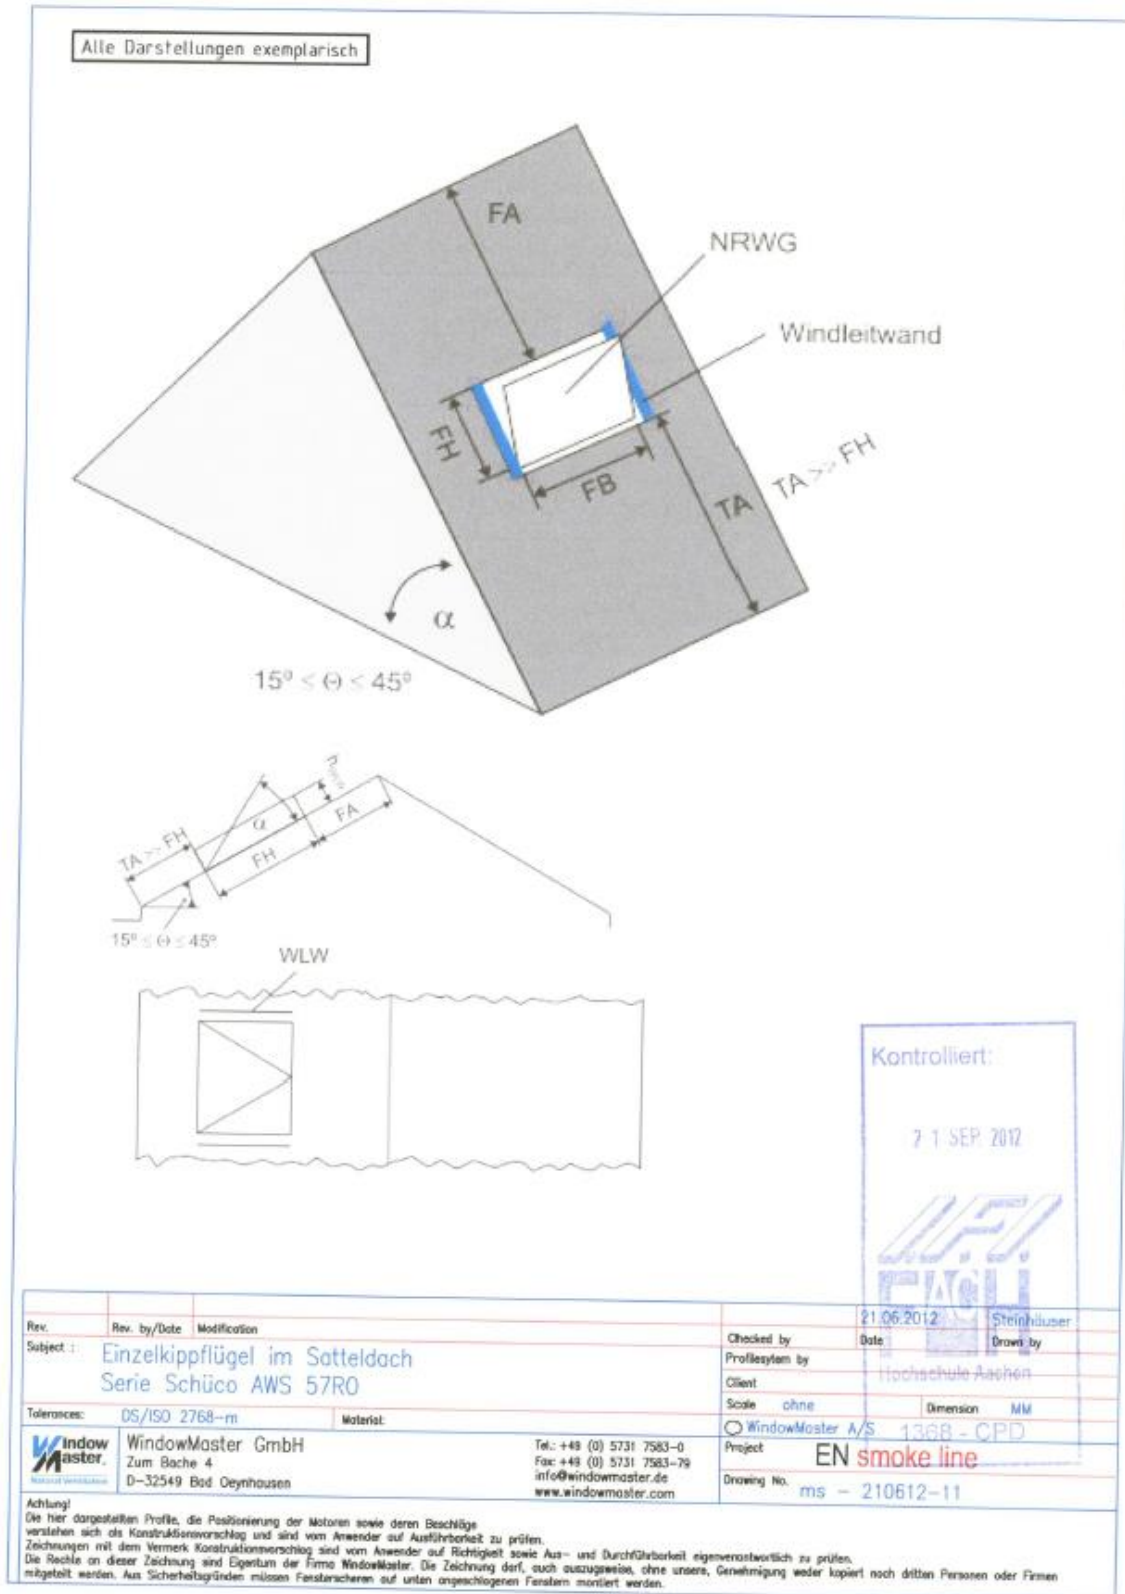 Alle Darstellungen exemplarisch
FA
NRWG
Windleitwand
FH
FB
TA
TA >> FH
α
15° ≤ Θ ≤ 45°
α
FA
TA >> FH
FH
15° ≤ Θ ≤ 45°
WLW
Kontrolliert:
21 SEP. 2012
I.F.I.
FACH
Hochschule Aachen
1368 - CPD
21.06.2012 Steinhäuser
Rev. Rev. by/Date Modification
Checked by Date Drawn by
Subject : Einzelkippflügel im Satteldach
Serie Schüco AWS 57RO
Profilesytem by
Client
Scale ohne Dimension MM
Tolerances: DS/ISO 2768-m Material:
WindowMaster A/S
Window Master.
Natural Ventilation
WindowMaster GmbH
Zum Bache 4
D-32549 Bad Oeynhausen
Tel.: +49 (0) 5731 7583-0
Fax: +49 (0) 5731 7583-79
info@windowmaster.de
www.windowmaster.com
Project EN smoke line
Drawing No. ms - 210612-11
Achtung!
Die hier dargestellten Profile, die Positionierung der Motoren sowie deren Beschläge
verstehen sich als Konstruktionsvorschlag und sind vom Anwender auf Ausführbarkeit zu prüfen.
Zeichnungen mit dem Vermerk Konstruktionsvorschlag sind vom Anwender auf Richtigkeit sowie Aus- und Durchführbarkeit eigenverantwortlich zu prüfen.
Die Rechte an dieser Zeichnung sind Eigentum der Firma WindowMaster. Die Zeichnung darf, auch auszugsweise, ohne unsere, Genehmigung weder kopiert noch dritten Personen oder Firmen
mitgeteilt werden. Aus Sicherheitsgründen müssen Fensterscheren auf unten angeschlagenen Fenstern montiert werden.